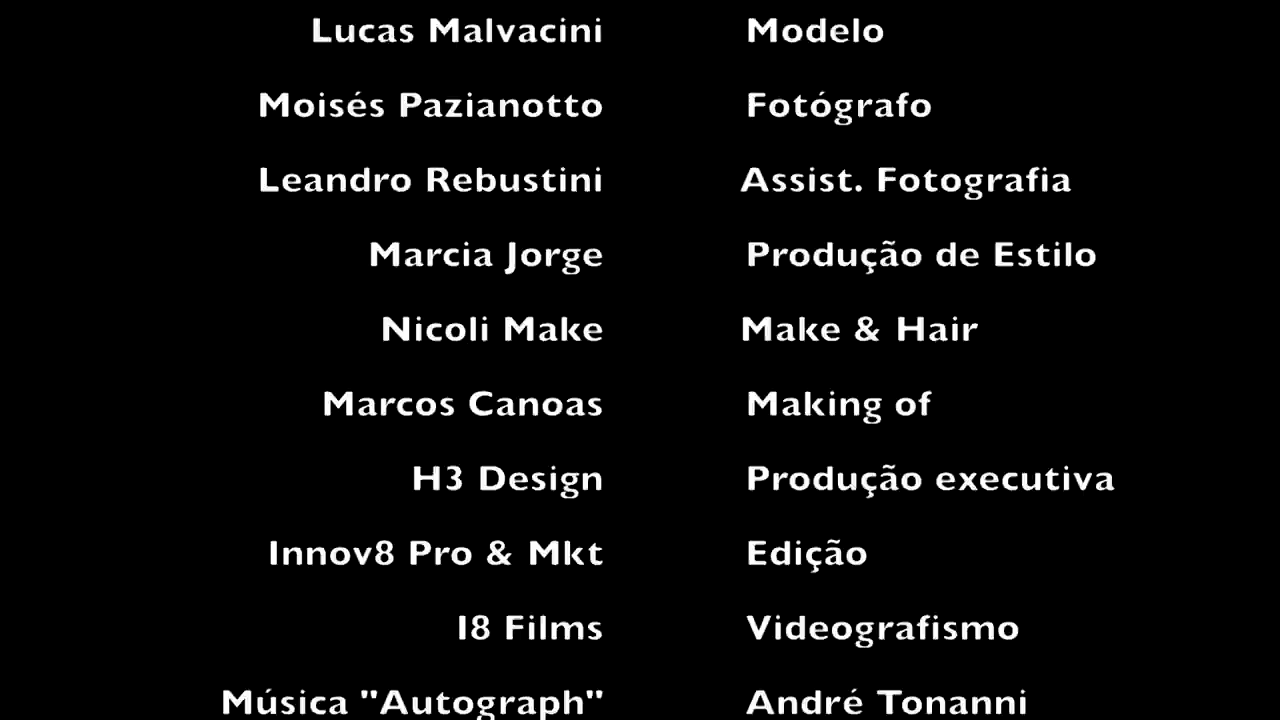 Lucas Malvacini Modelo
Moisés Pazianotto Fotógrafo
Leandro Rebustini Assist. Fotografia
Marcia Jorge Produção de Estilo
Nicoli Make Make & Hair
Marcos Canoas Making of
H3 Design Produção executiva
Innov8 Pro & Mkt Edição
I8 Films Videografismo
Música "Autograph" André Tonanni